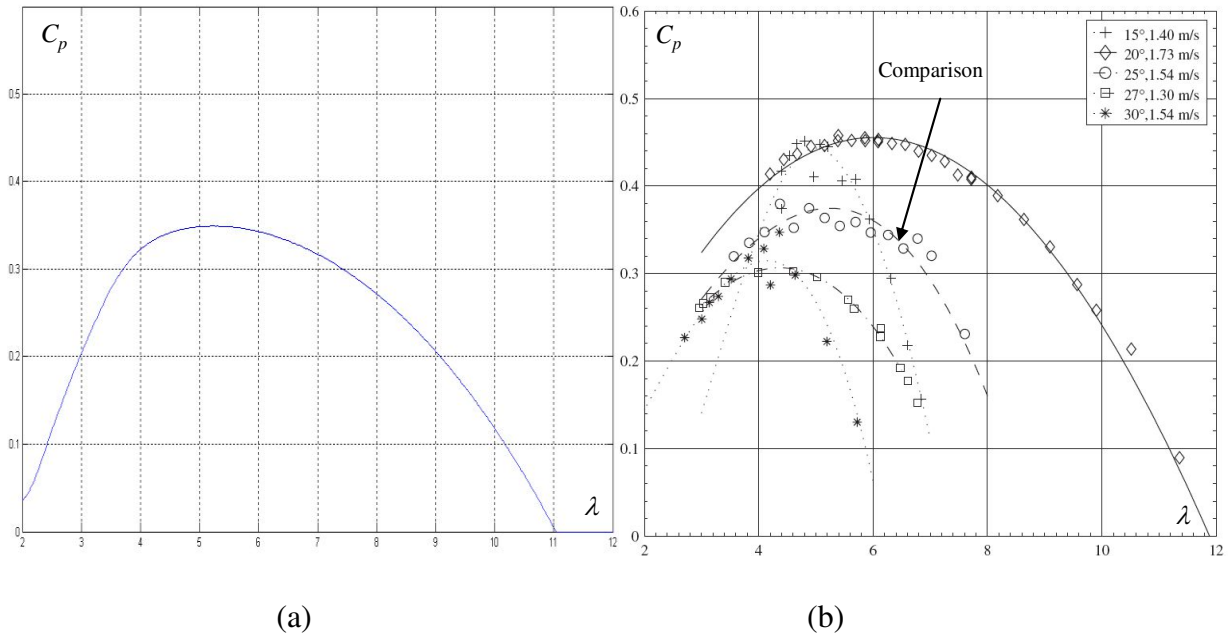 C_p
0.5
0.4
0.3
0.2
0.1
0
λ
2 3 4 5 6 7 8 9 10 11 12
(a)
0.6
C_p
15°,1.40 m/s
20°,1.73 m/s
25°,1.54 m/s
27°,1.30 m/s
30°,1.54 m/s
Comparison
0.5
0.4
0.3
0.2
0.1
0
λ
2 4 6 8 10 12
(b)